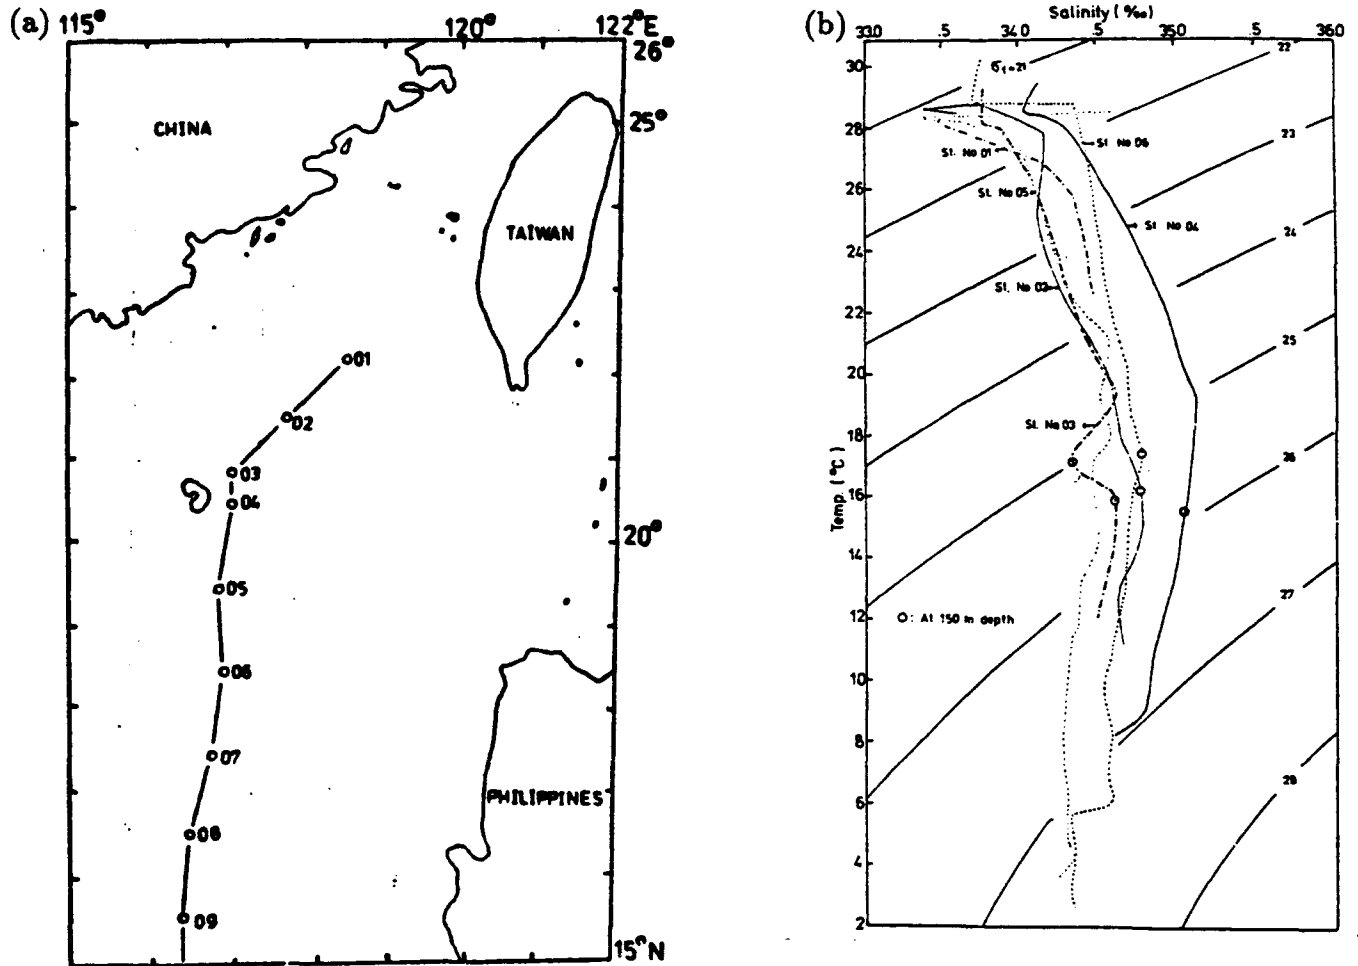 (a)
115°
120°
122°E
26°
25°
CHINA
TAIWAN
01
02
03
04
20°
05
06
07
PHILIPPINES
08
09
15°N
(b)
Salinity (‰)
33.0 .5 34.0 .5 35.0 .5 36.0
30
σt=21
22
28
St. No 06
St. No 01
23
26
St. No 05
St. No 04
24
24
St. No 02
22
25
20
18
St. No 03
26
16
Temp. (°C)
14
27
12
O: At 150 m depth
10
8
6
28
4
2